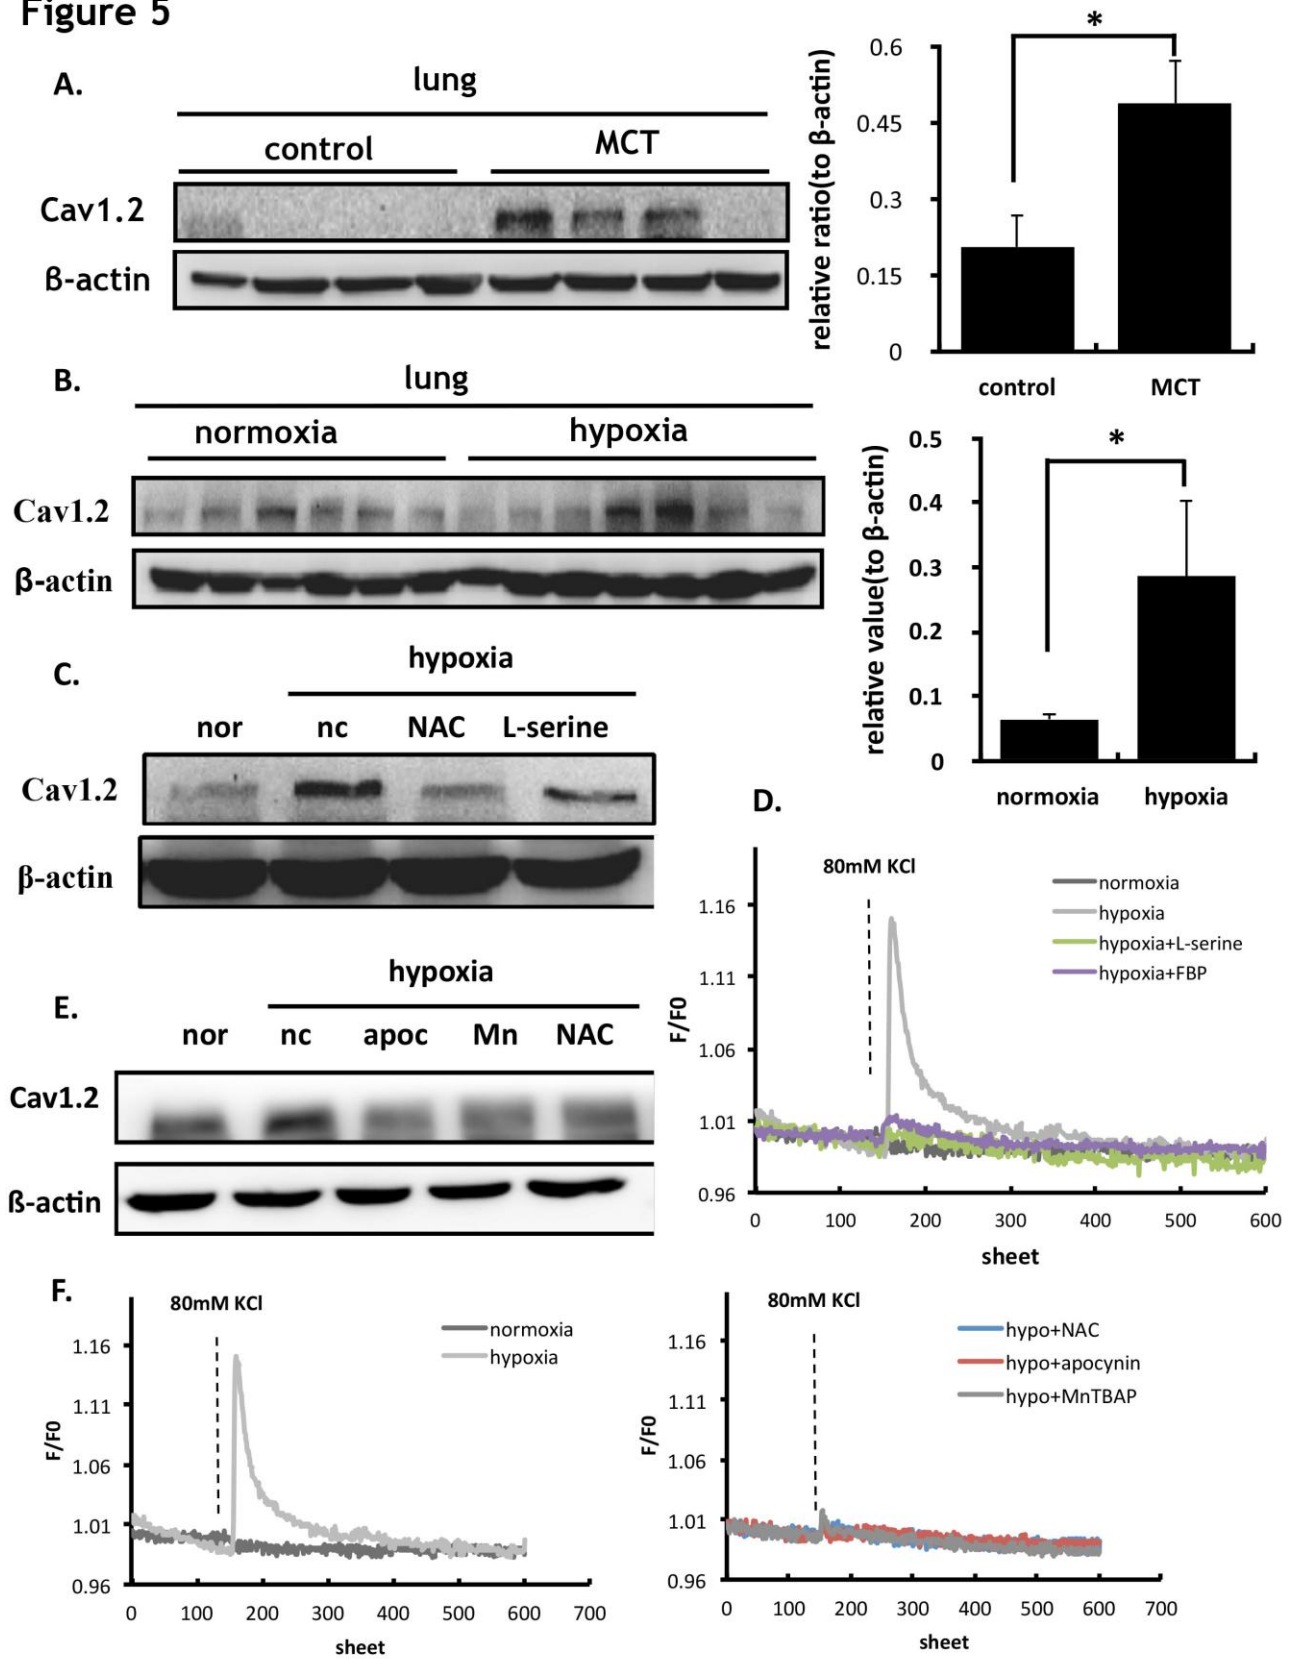 Figure 5
A.
lung
control MCT
Cav1.2
ß-actin
*
relative ratio(to β-actin)
0.6
0.45
0.3
0.15
0
control MCT
B.
lung
normoxia hypoxia
Cav1.2
β-actin
*
relative value(to β-actin)
0.5
0.4
0.3
0.2
0.1
0
normoxia hypoxia
C.
hypoxia
nor nc NAC L-serine
Cav1.2
β-actin
D.
80mM KCl
normoxia
hypoxia
hypoxia+L-serine
hypoxia+FBP
F/F0
1.16
1.11
1.06
1.01
0.96
0 100 200 300 400 500 600
sheet
E.
hypoxia
nor nc apoc Mn NAC
Cav1.2
ß-actin
F.
80mM KCl
normoxia
hypoxia
F/F0
1.16
1.11
1.06
1.01
0.96
0 100 200 300 400 500 600 700
sheet
80mM KCl
hypo+NAC
hypo+apocynin
hypo+MnTBAP
F/F0
1.16
1.11
1.06
1.01
0.96
0 100 200 300 400 500 600 700
sheet